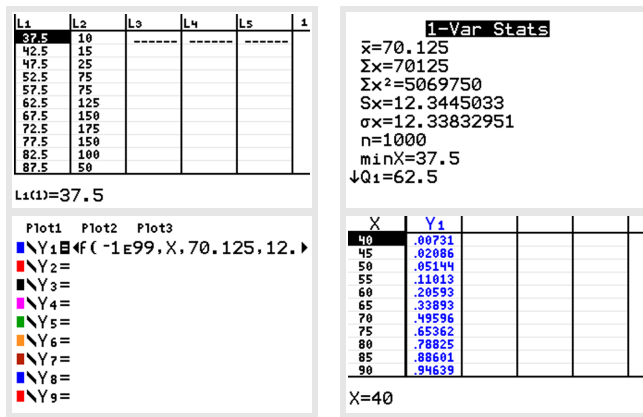 L1 L2 L3 L4 L5 1
37.5 10 ------ ------ ------
42.5 15
47.5 25
52.5 75
57.5 75
62.5 125
67.5 150
72.5 175
77.5 150
82.5 100
87.5 50
L1(1)=37.5
1-Var Stats
x̄=70.125
Σx=70125
Σx²=5069750
Sx=12.3445033
σx=12.33832951
n=1000
minX=37.5
↓Q1=62.5
Plot1 Plot2 Plot3
\Y1=◀f(-1ᴇ99,X,70.125,12.▶
\Y2=
\Y3=
\Y4=
\Y5=
\Y6=
\Y7=
\Y8=
\Y9=
X Y1
40 .00731
45 .02086
50 .05144
55 .11013
60 .20593
65 .33893
70 .49596
75 .65362
80 .78825
85 .88601
90 .94639
X=40